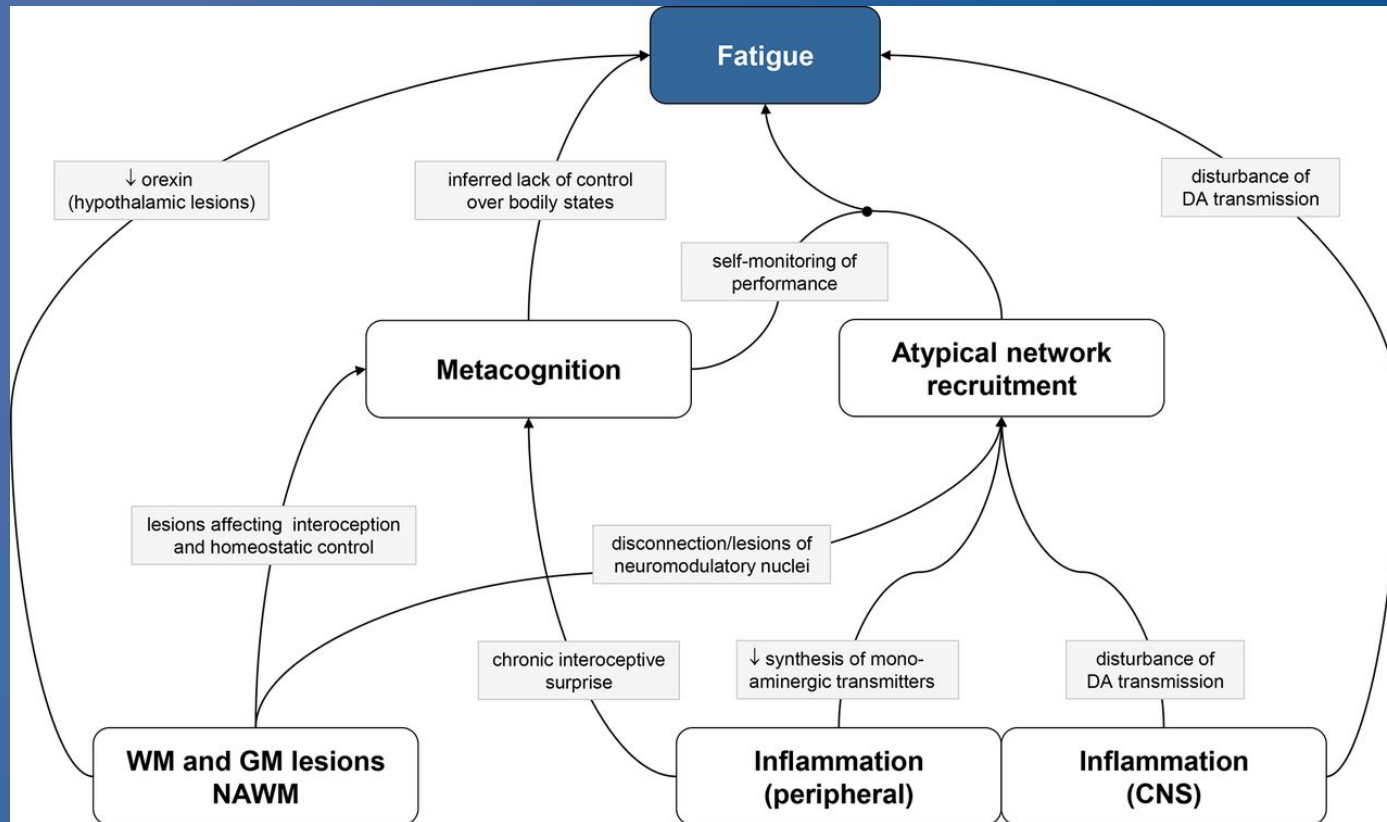 Fatigue
↓ orexin
(hypothalamic lesions)
inferred lack of control
over bodily states
disturbance of
DA transmission
self-monitoring of
performance
Metacognition
Atypical network
recruitment
lesions affecting interoception
and homeostatic control
disconnection/lesions of
neuromodulatory nuclei
chronic interoceptive
surprise
↓ synthesis of mono-
aminergic transmitters
disturbance of
DA transmission
WM and GM lesions
NAWM
Inflammation
(peripheral)
Inflammation
(CNS)